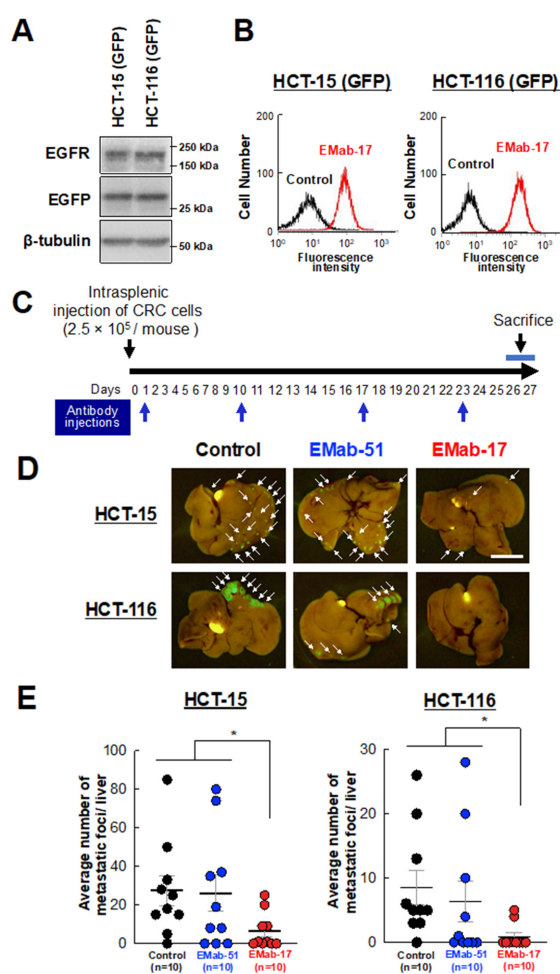 A
HCT-15 (GFP)
HCT-116 (GFP)
EGFR
250 kDa
150 kDa
EGFP
25 kDa
β-tubulin
50 kDa
B
HCT-15 (GFP)
HCT-116 (GFP)
Cell Number
200
100
0
Control
EMab-17
10⁰ 10¹ 10² 10³
Fluorescence
intensity
Cell Number
200
100
0
Control
EMab-17
10⁰ 10¹ 10² 10³
Fluorescence
intensity
C
Intrasplenic
injection of CRC cells
(2.5 × 10⁵/ mouse )
Sacrifice
Days 0 1 2 3 4 5 6 7 8 9 10 11 12 13 14 15 16 17 18 19 20 21 22 23 24 25 26 27
Antibody
injections
D
Control EMab-51 EMab-17
HCT-15
HCT-116
E
HCT-15
Average number of
metastatic foci/ liver
100
80
60
40
20
0
*
Control EMab-51 EMab-17
(n=10) (n=10) (n=10)
HCT-116
Average number of
metastatic foci/ liver
30
20
10
0
*
Control EMab-51 EMab-17
(n=10) (n=10) (n=10)